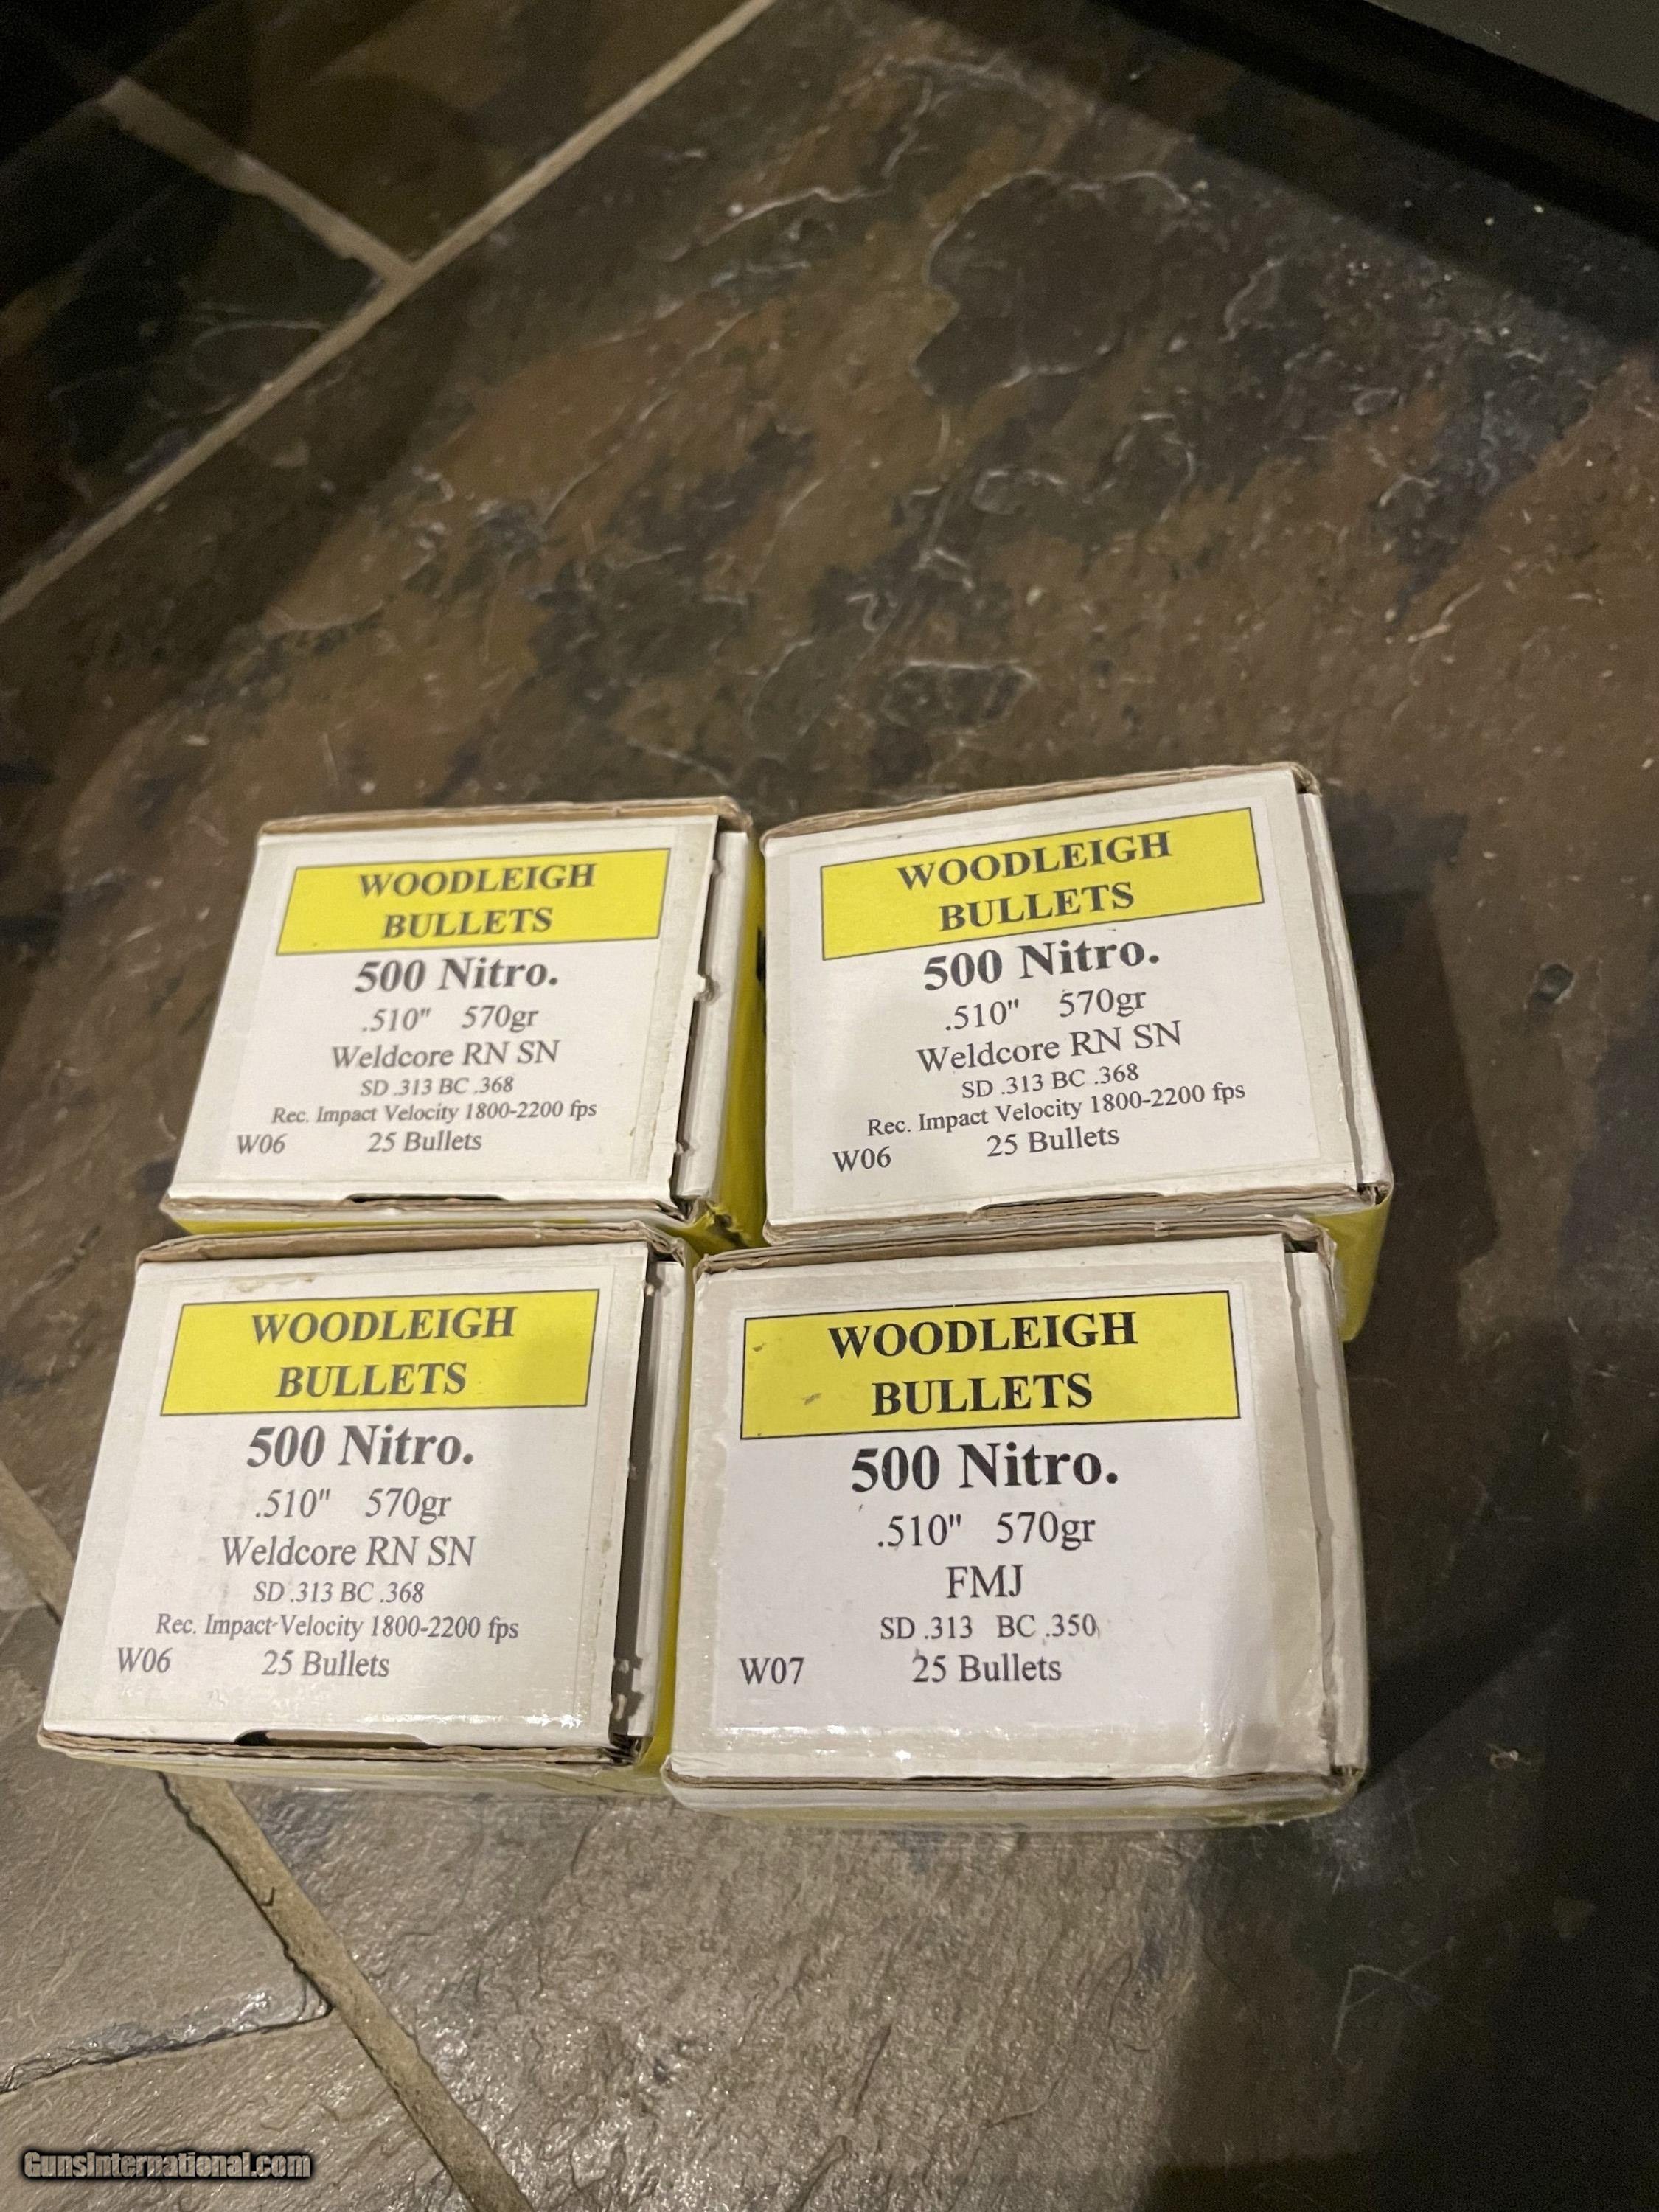 WOODLEIGH
BULLETS
500 Nitro.
.510" 570gr
Weldcore RN SN
SD .313 BC .368
Rec. Impact Velocity 1800-2200 fps
W06 25 Bullets
WOODLEIGH
BULLETS
500 Nitro.
.510" 570gr
Weldcore RN SN
SD .313 BC .368
Rec. Impact Velocity 1800-2200 fps
W06 25 Bullets
WOODLEIGH
BULLETS
500 Nitro.
.510" 570gr
Weldcore RN SN
SD .313 BC .368
Rec. Impact Velocity 1800-2200 fps
W06 25 Bullets
WOODLEIGH
BULLETS
500 Nitro.
.510" 570gr
FMJ
SD .313 BC .350
W07 25 Bullets
GunsInternational.com